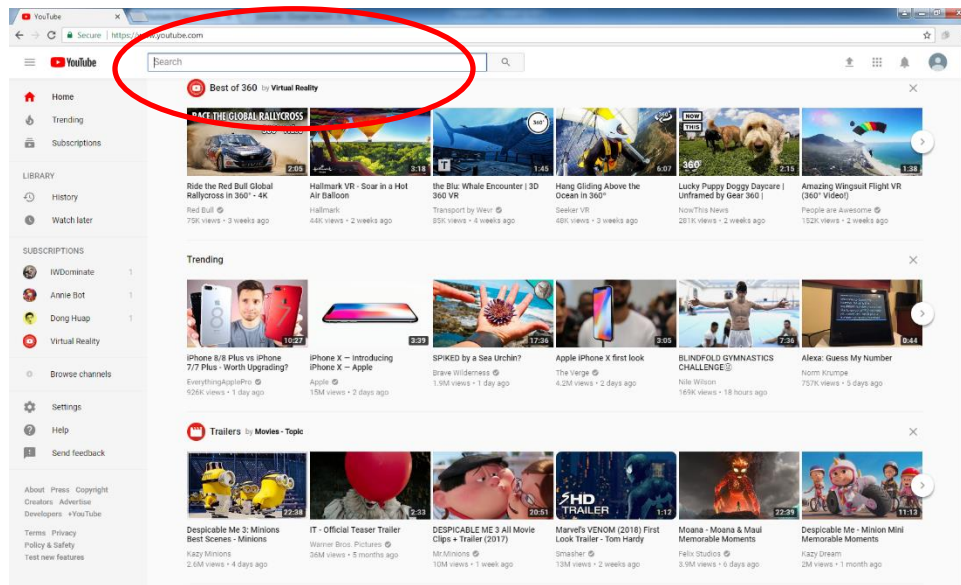 YouTube
Secure | https://www.youtube.com
YouTube
Search
Home
Trending
Subscriptions
LIBRARY
History
Watch later
SUBSCRIPTIONS
IWDominate 1
Annie Bot 1
Dong Huap 1
Virtual Reality
Browse channels
Settings
Help
Send feedback
About Press Copyright
Creators Advertise
Developers +YouTube
Terms Privacy
Policy & Safety
Test new features
Best of 360 by Virtual Reality
RACE THE GLOBAL RALLYCROSS
2:05
3:18
360°
1:45
360°
6:07
NOW THIS
360
2:15
1:38
Ride the Red Bull Global
Rallycross in 360° - 4K
Red Bull
75K views • 3 weeks ago
Hallmark VR - Soar in a Hot
Air Balloon
Hallmark
44K views • 2 weeks ago
the Blu: Whale Encounter | 3D
360 VR
Transport by Wevr
85K views • 4 weeks ago
Hang Gliding Above the
Ocean in 360°
Seeker VR
48K views • 3 weeks ago
Lucky Puppy Doggy Daycare |
Unframed by Gear 360 |
NowThis News
281K views • 2 weeks ago
Amazing Wingsuit Flight VR
(360° Video!)
People are Awesome
152K views • 2 weeks ago
Trending
10:27
3:39
17:36
3:05
7:36
0:44
iPhone 8/8 Plus vs iPhone
7/7 Plus - Worth Upgrading?
EverythingApplePro
926K views • 1 day ago
iPhone X — Introducing
iPhone X — Apple
Apple
15M views • 2 days ago
SPIKED by a Sea Urchin?
Brave Wilderness
1.9M views • 1 day ago
Apple iPhone X first look
The Verge
4.2M views • 2 days ago
BLINDFOLD GYMNASTICS
CHALLENGE
Nile Wilson
169K views • 18 hours ago
Alexa: Guess My Number
Norm Krumpe
757K views • 5 days ago
Trailers by Movies - Topic
22:38
2:33
20:51
HD
TRAILER
1:12
22:39
11:13
Despicable Me 3: Minions
Best Scenes - Minions
Kazy Minions
2.6M views • 4 days ago
IT - Official Teaser Trailer
Warner Bros. Pictures
36M views • 5 months ago
DESPICABLE ME 3 All Movie
Clips + Trailer (2017)
Mr.Minions
10M views • 1 week ago
Marvel's VENOM (2018) First
Look Trailer - Tom Hardy
Smasher
13M views • 2 weeks ago
Moana - Moana & Maui
Memorable Moments
Felix Studios
3.9M views • 6 days ago
Despicable Me - Minion Mini
Memorable Moments
Kazy Dream
2M views • 1 month ago